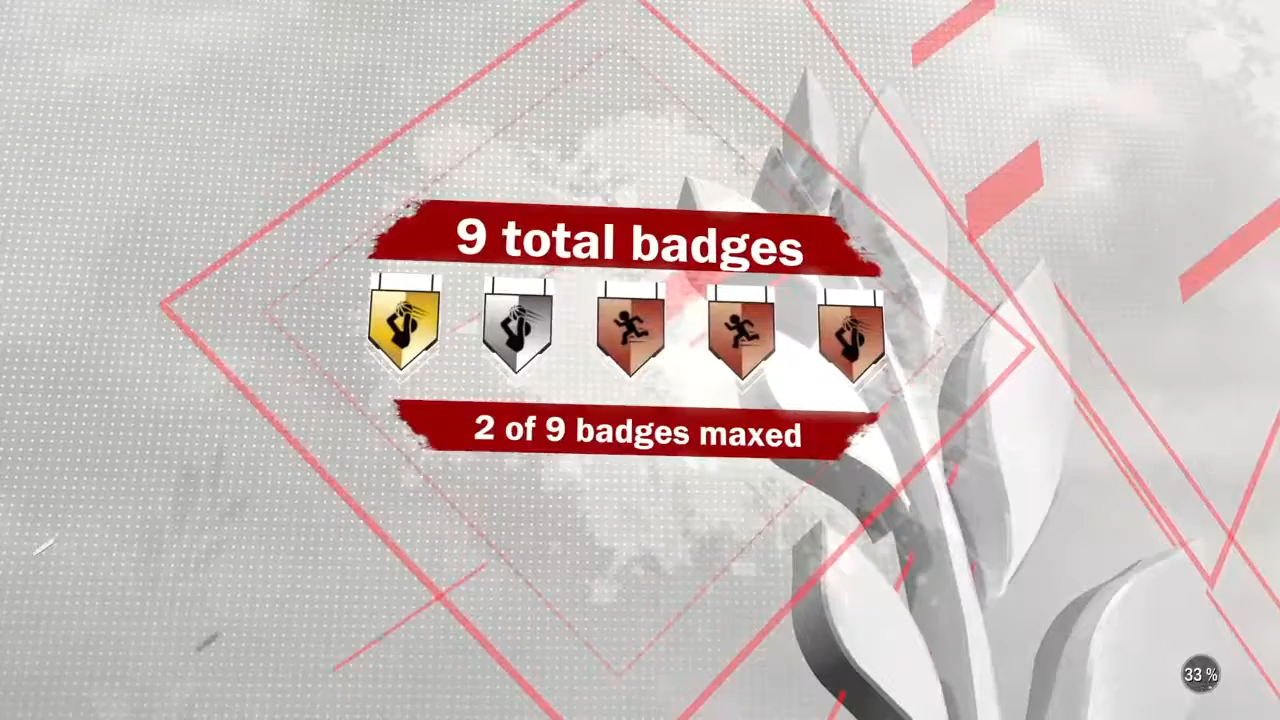 9 total badges
2 of 9 badges maxed
33 %